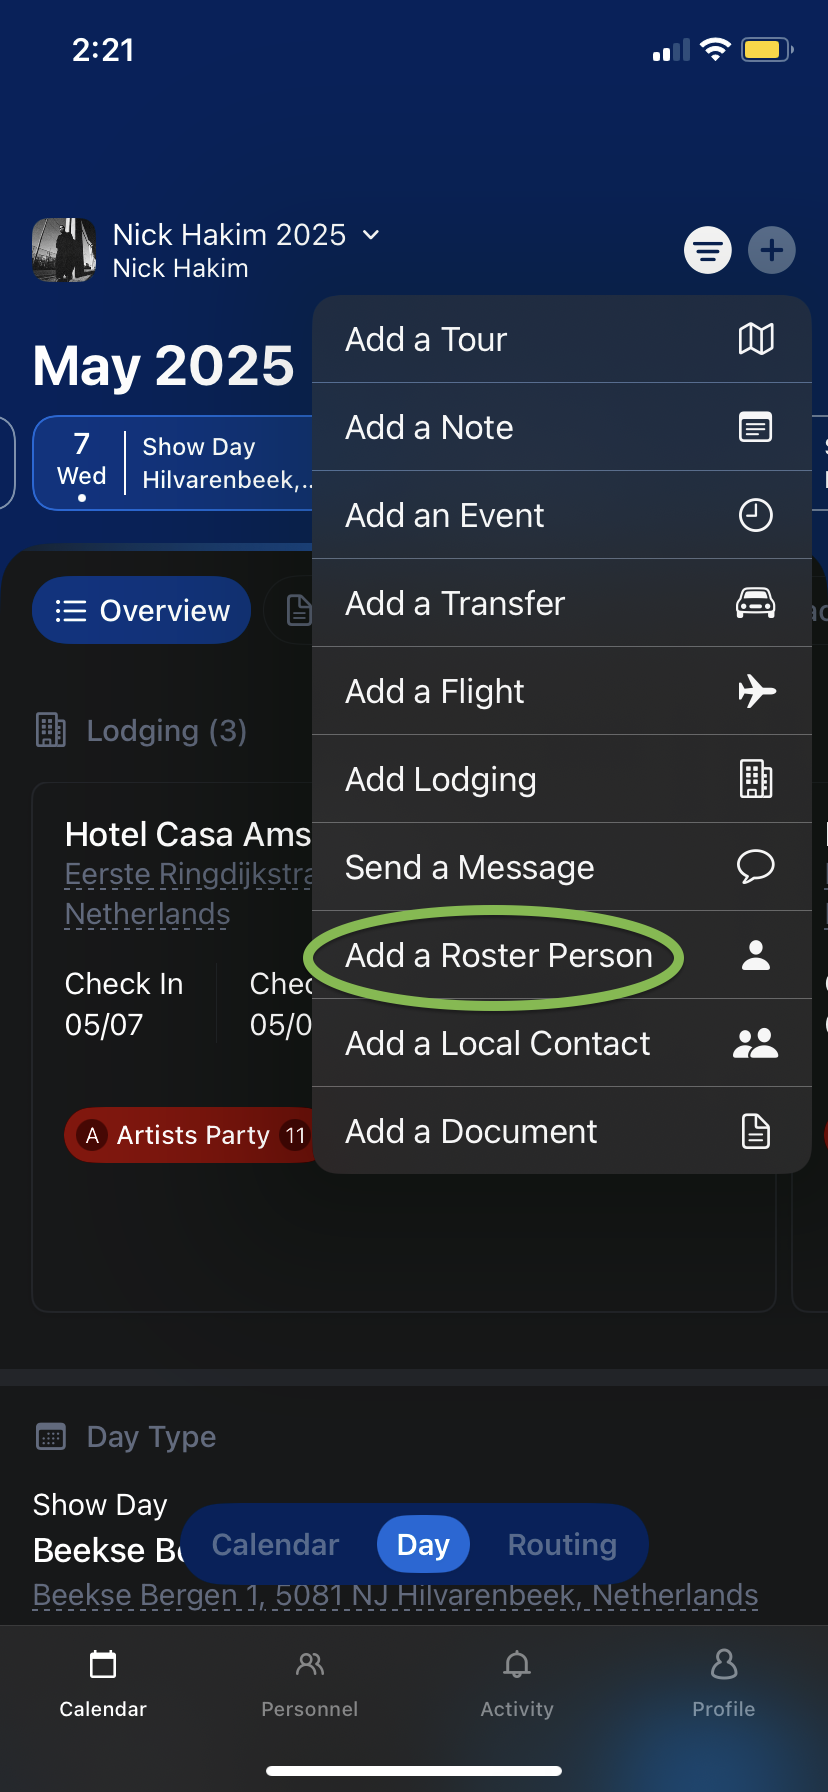 2:21
Nick Hakim 2025
Nick Hakim
May 2025
7
Wed
Show Day
Hilvarenbeek,..
Overview
Lodging (3)
Hotel Casa Ams
Eerste Ringdijkstra
Netherlands
Check In
05/07
Chec
05/0
A Artists Party 11
Add a Tour
Add a Note
Add an Event
Add a Transfer
Add a Flight
Add Lodging
Send a Message
Add a Roster Person
Add a Local Contact
Add a Document
Day Type
Show Day
Beekse B
Beekse Bergen 1, 5081 NJ Hilvarenbeek, Netherlands
Calendar
Day
Routing
Calendar
Personnel
Activity
Profile